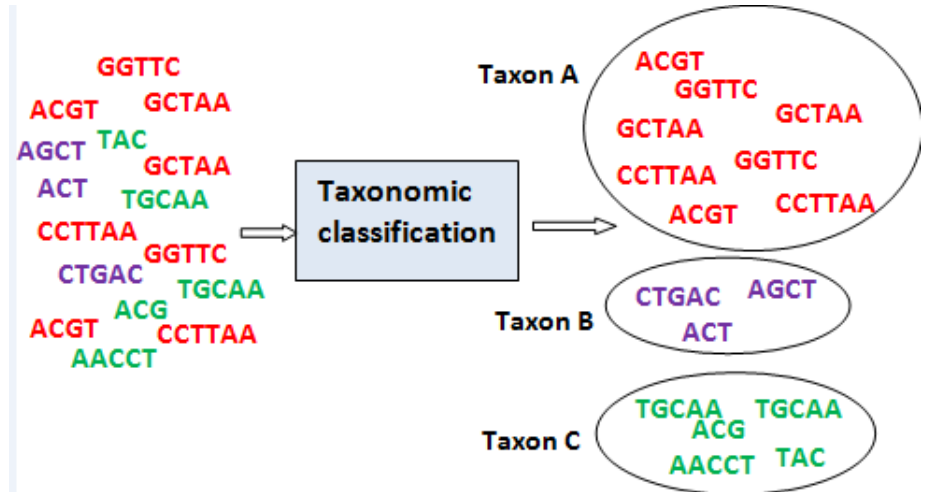 GGTTC
ACGT GCTAA
AGCT TAC
GCTAA
ACT TGCAA
CCTTAA
GGTTC
CTGAC TGCAA
ACG
ACGT CCTTAA
AACCT
Taxonomic
classification
Taxon A
ACGT
GGTTC
GCTAA GCTAA
GGTTC
CCTTAA
ACGT CCTTAA
Taxon B
CTGAC AGCT
ACT
Taxon C
TGCAA TGCAA
ACG
AACCT TAC